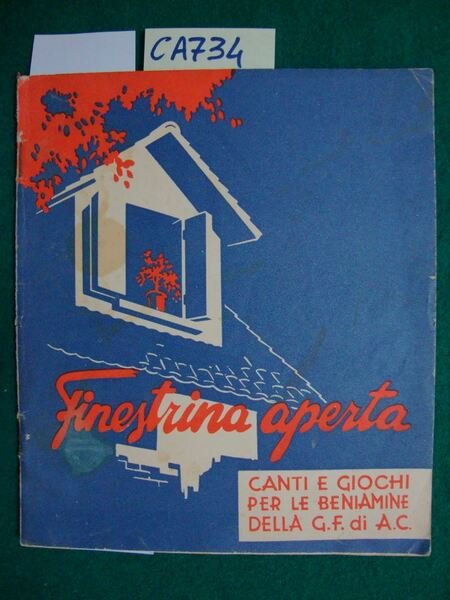 CA734
Finestrina aperta
CANTI E GIOCHI
PER LE BENIAMINE
DELLA G.F. di A.C.